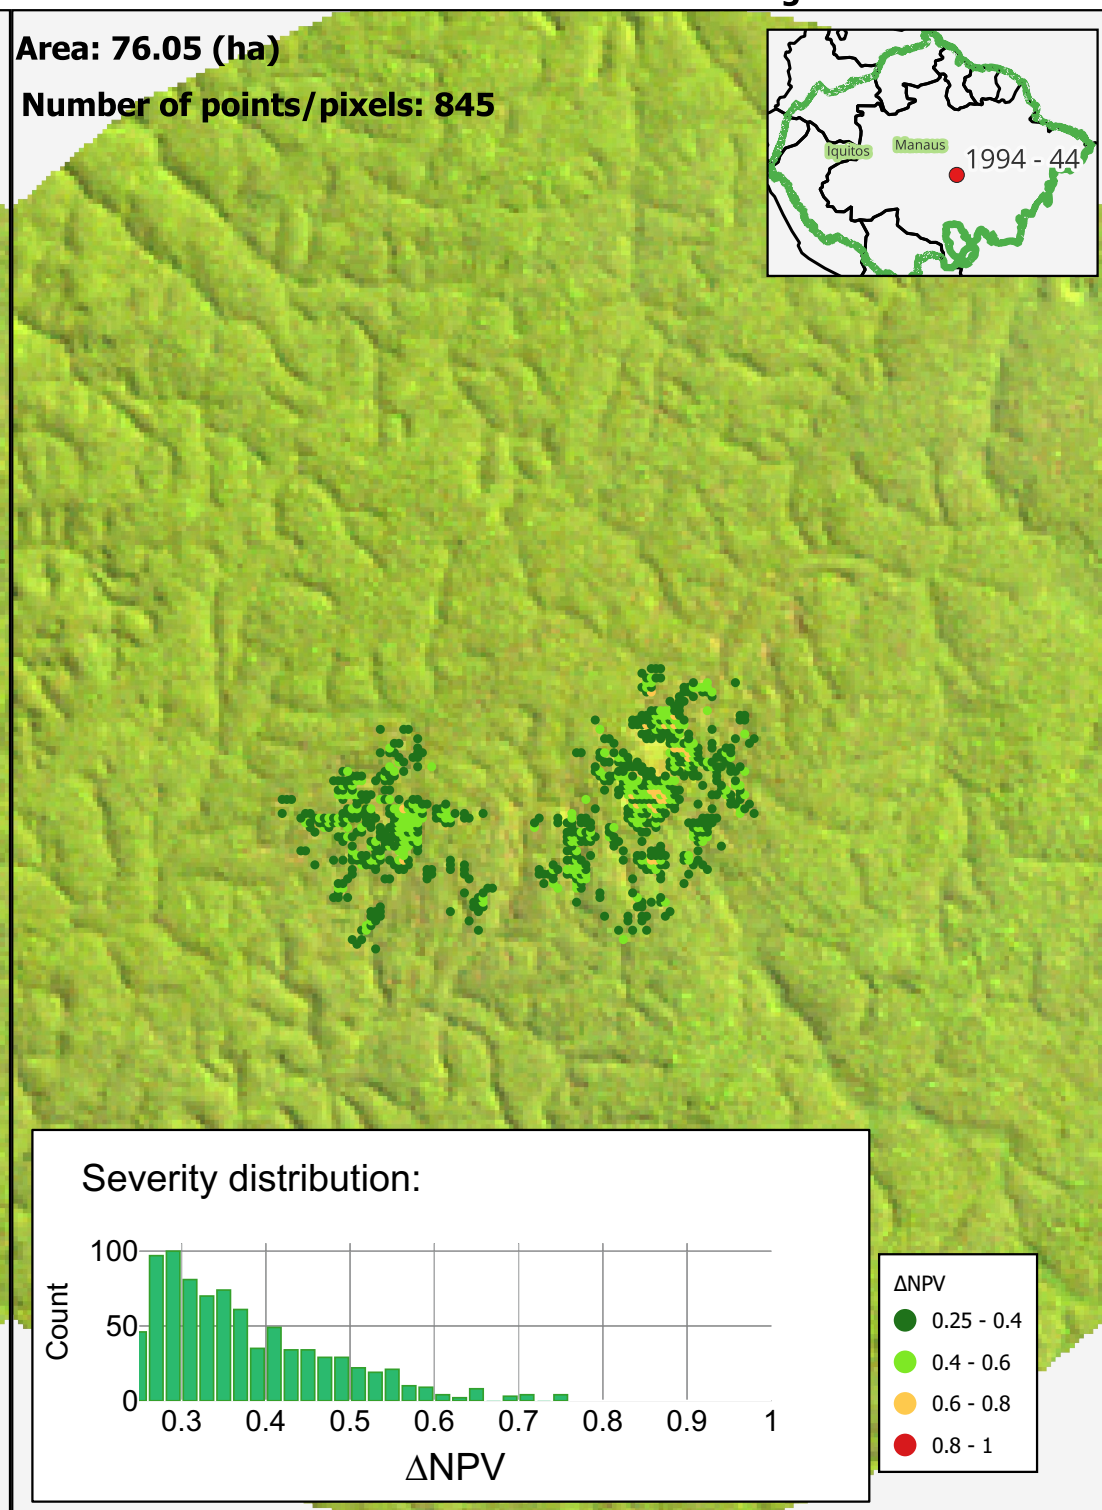 Area: 76.05 (ha)
Number of points/pixels: 845
Iquitos
Manaus
1994 - 44
Severity distribution:
100
50
0
Count
0.3 0.4 0.5 0.6 0.7 0.8 0.9 1
ΔNPV
ΔNPV
0.25 - 0.4
0.4 - 0.6
0.6 - 0.8
0.8 - 1